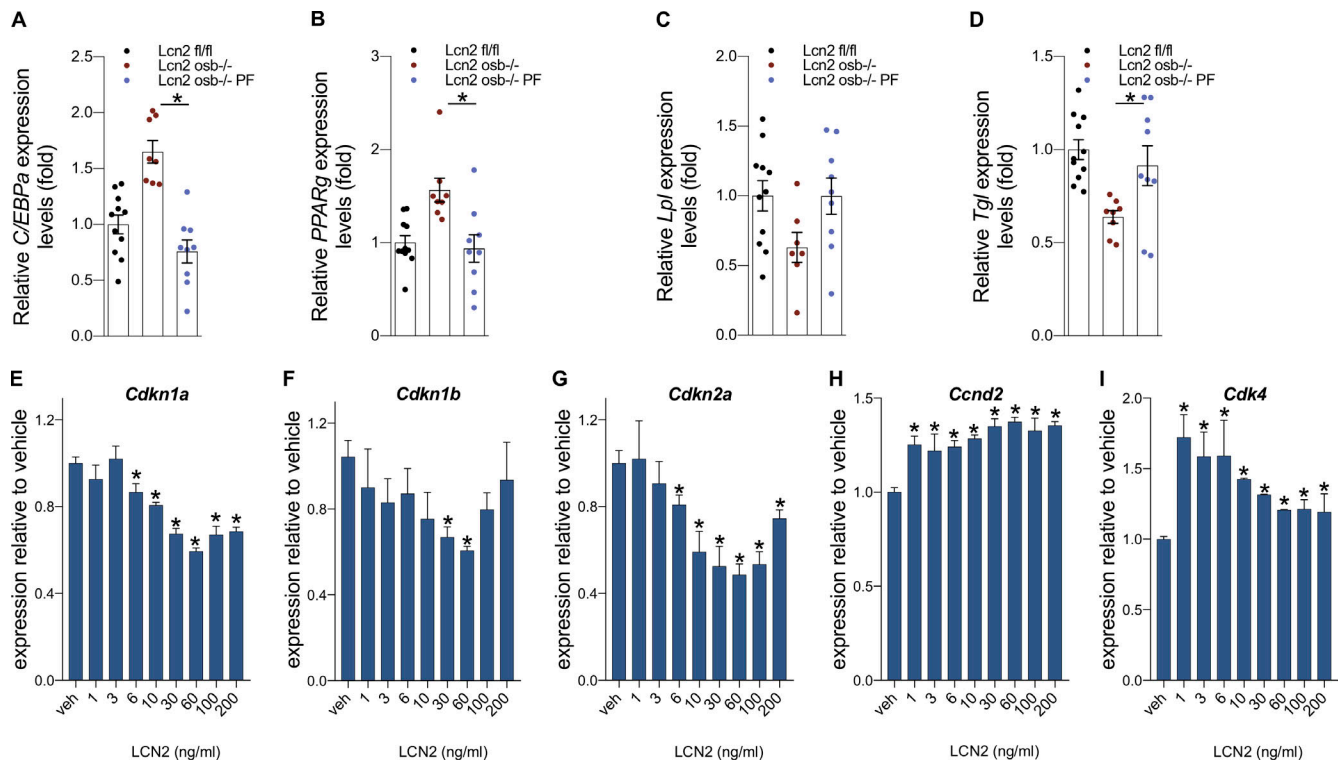 A
Relative C/EBPa expression
levels (fold)
2.5
2.0
1.5
1.0
0.5
0.0
Lcn2 fl/fl
Lcn2 osb-/-
Lcn2 osb-/- PF
*
B
Relative PPARg expression
levels (fold)
3
2
1
0
Lcn2 fl/fl
Lcn2 osb-/-
Lcn2 osb-/- PF
*
C
Relative Lpl expression
levels (fold)
2.0
1.5
1.0
0.5
0.0
Lcn2 fl/fl
Lcn2 osb-/-
Lcn2 osb-/- PF
D
Relative Tgl expression
levels (fold)
1.5
1.0
0.5
0.0
Lcn2 fl/fl
Lcn2 osb-/-
Lcn2 osb-/- PF
*
E
Cdkn1a
expression relative to vehicle
1.2
0.8
0.4
0.0
* * * * * *
veh 1 3 6 10 30 60 100 200
LCN2 (ng/ml)
F
Cdkn1b
expression relative to vehicle
1.2
0.8
0.4
0.0
* *
veh 1 3 6 10 30 60 100 200
LCN2 (ng/ml)
G
Cdkn2a
expression relative to vehicle
1.2
0.8
0.4
0.0
* * * * * *
veh 1 3 6 10 30 60 100 200
LCN2 (ng/ml)
H
Ccnd2
expression relative to vehicle
1.5
1.0
0.5
0.0
* * * * * * * *
veh 1 3 6 10 30 60 100 200
LCN2 (ng/ml)
I
Cdk4
expression relative to vehicle
2.0
1.5
1.0
1.0
0.0
* * * * * * * *
veh 1 3 6 10 30 60 100 200
LCN2 (ng/ml)